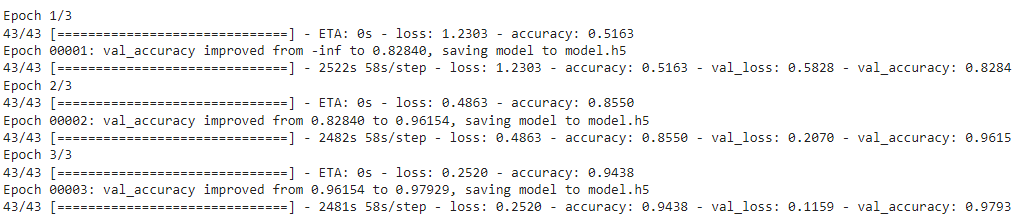 Epoch 1/3
43/43 [==============================] - ETA: 0s - loss: 1.2303 - accuracy: 0.5163
Epoch 00001: val_accuracy improved from -inf to 0.82840, saving model to model.h5
43/43 [==============================] - 2522s 58s/step - loss: 1.2303 - accuracy: 0.5163 - val_loss: 0.5828 - val_accuracy: 0.8284
Epoch 2/3
43/43 [==============================] - ETA: 0s - loss: 0.4863 - accuracy: 0.8550
Epoch 00002: val_accuracy improved from 0.82840 to 0.96154, saving model to model.h5
43/43 [==============================] - 2482s 58s/step - loss: 0.4863 - accuracy: 0.8550 - val_loss: 0.2070 - val_accuracy: 0.9615
Epoch 3/3
43/43 [==============================] - ETA: 0s - loss: 0.2520 - accuracy: 0.9438
Epoch 00003: val_accuracy improved from 0.96154 to 0.97929, saving model to model.h5
43/43 [==============================] - 2481s 58s/step - loss: 0.2520 - accuracy: 0.9438 - val_loss: 0.1159 - val_accuracy: 0.9793